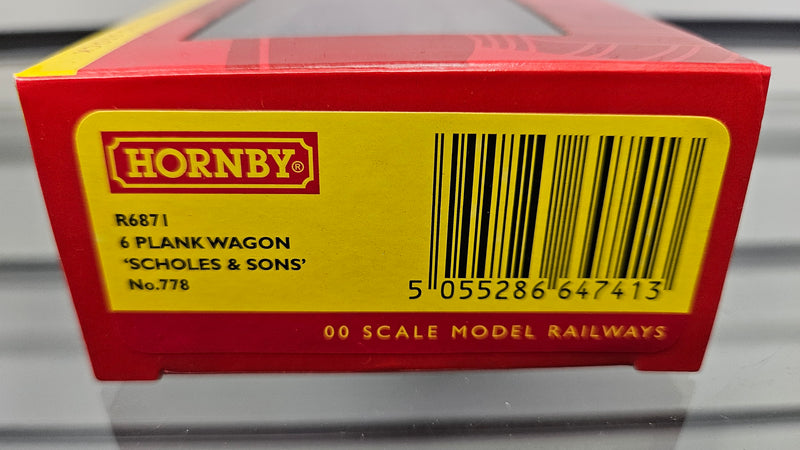 HORNBY®
R6871
6 PLANK WAGON
‘SCHOLES & SONS’
No.778
5 055286 647413
00 SCALE MODEL RAILWAYS